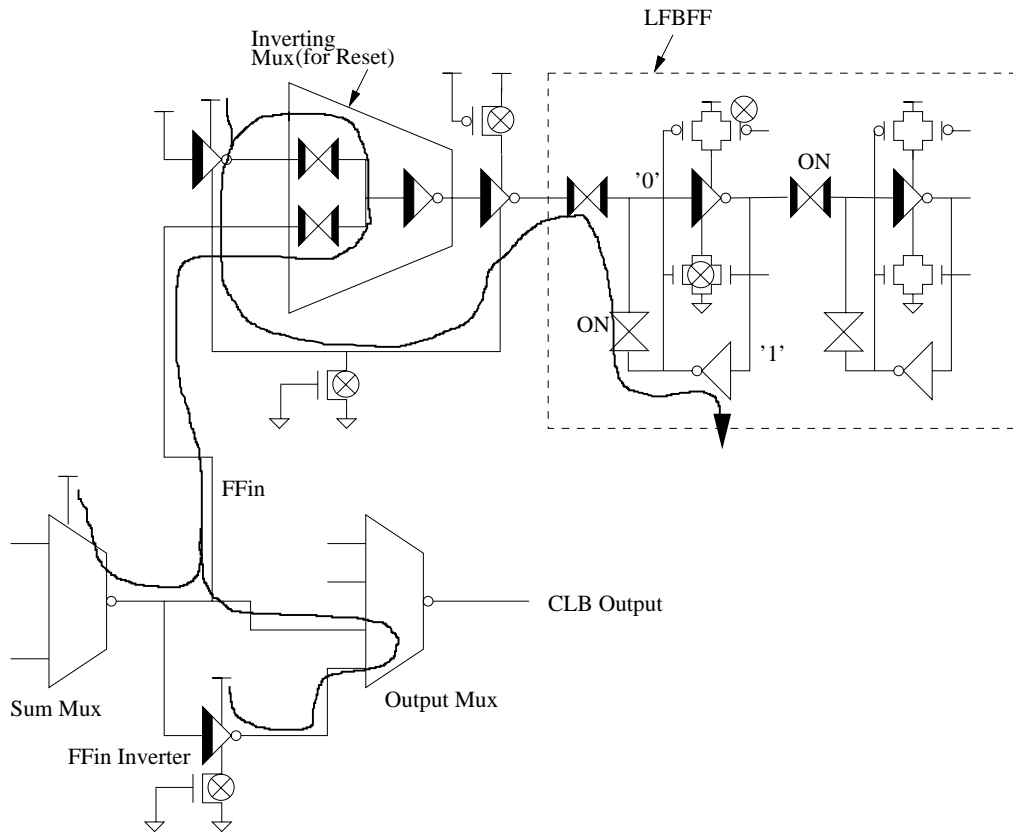 LFBFF
Inverting
Mux(for Reset)
ON
'0'
ON
'1'
FFin
CLB Output
Sum Mux
Output Mux
FFin Inverter